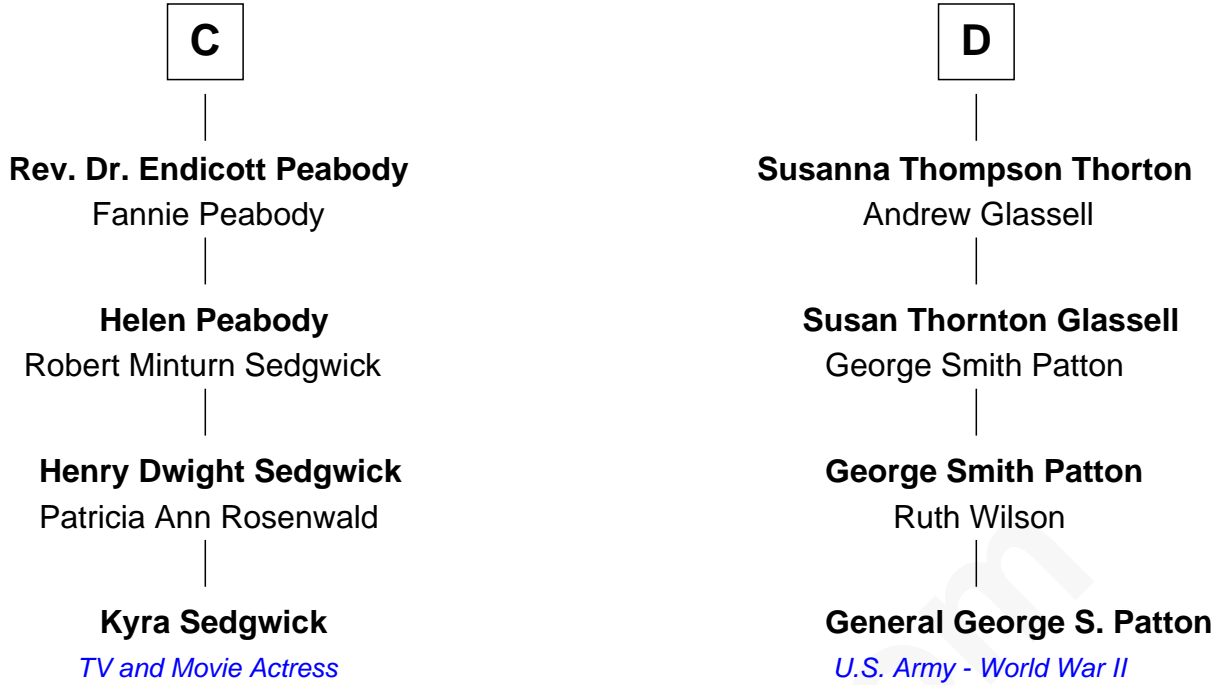 C
Rev. Dr. Endicott Peabody
Fannie Peabody
Helen Peabody
Robert Minturn Sedgwick
Henry Dwight Sedgwick
Patricia Ann Rosenwald
Kyra Sedgwick
TV and Movie Actress
D
Susanna Thompson Thorton
Andrew Glassell
Susan Thornton Glassell
George Smith Patton
George Smith Patton
Ruth Wilson
General George S. Patton
U.S. Army - World War II